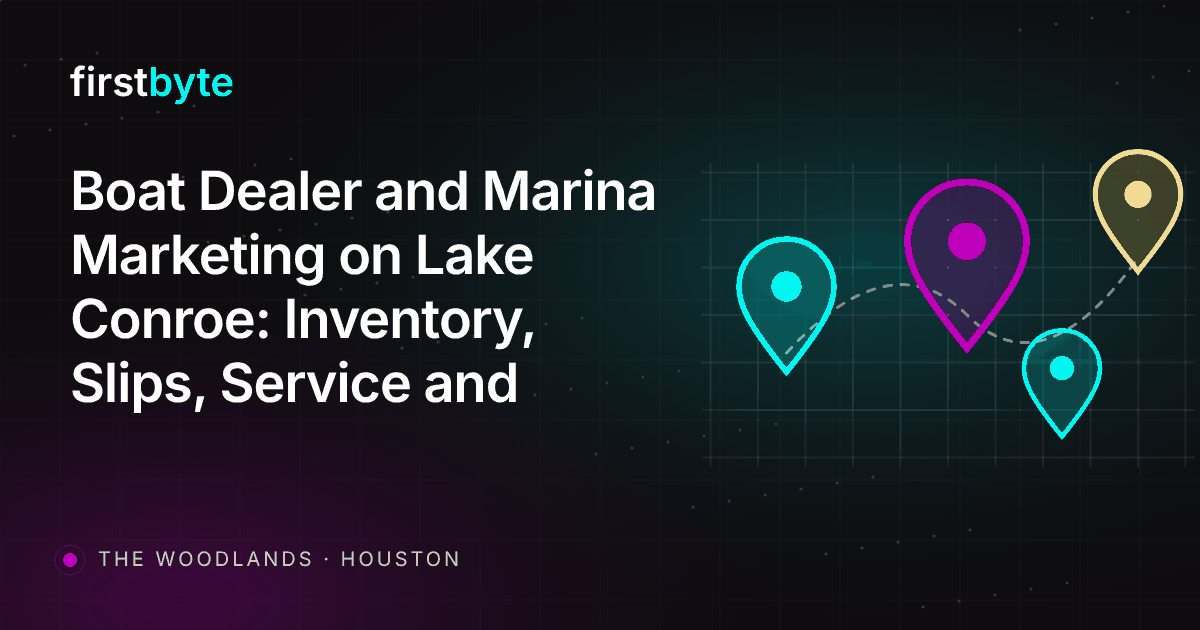 firstbyte
Boat Dealer and Marina
Marketing on Lake
Conroe: Inventory,
Slips, Service and
THE WOODLANDS · HOUSTON